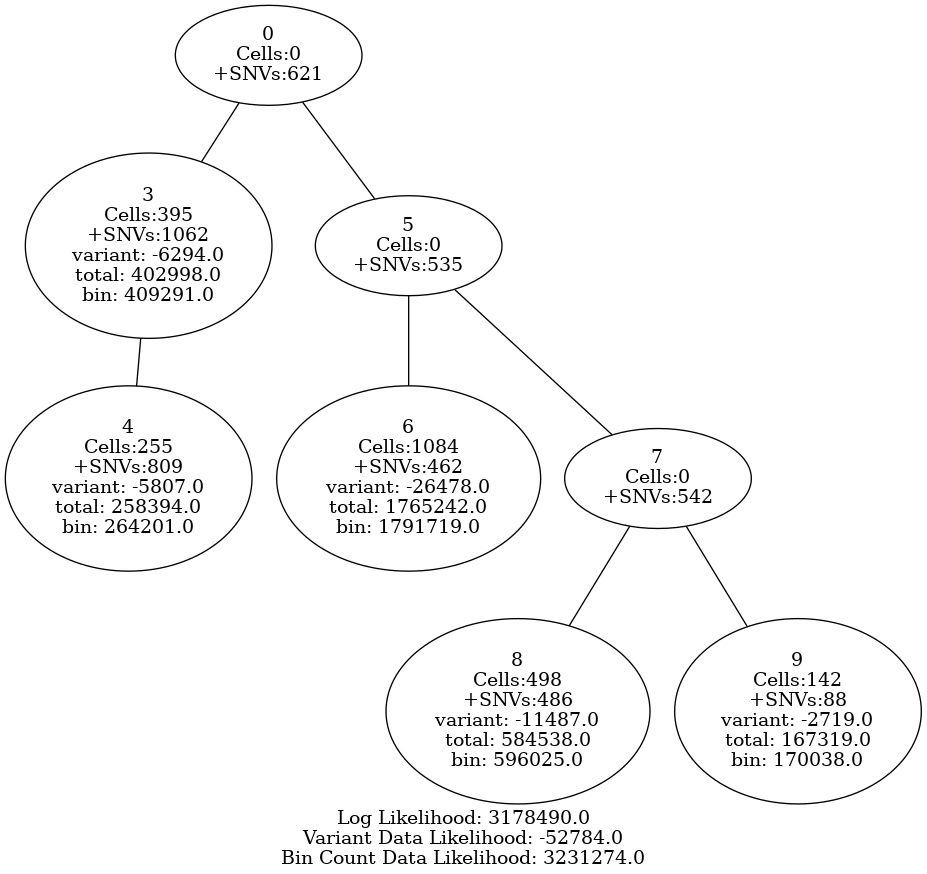 0
Cells:0
+SNVs:621
3
Cells:395
+SNVs:1062
variant: -6294.0
total: 402998.0
bin: 409291.0
5
Cells:0
+SNVs:535
4
Cells:255
+SNVs:809
variant: -5807.0
total: 258394.0
bin: 264201.0
6
Cells:1084
+SNVs:462
variant: -26478.0
total: 1765242.0
bin: 1791719.0
7
Cells:0
+SNVs:542
8
Cells:498
+SNVs:486
variant: -11487.0
total: 584538.0
bin: 596025.0
9
Cells:142
+SNVs:88
variant: -2719.0
total: 167319.0
bin: 170038.0
Log Likelihood: 3178490.0
Variant Data Likelihood: -52784.0
Bin Count Data Likelihood: 3231274.0